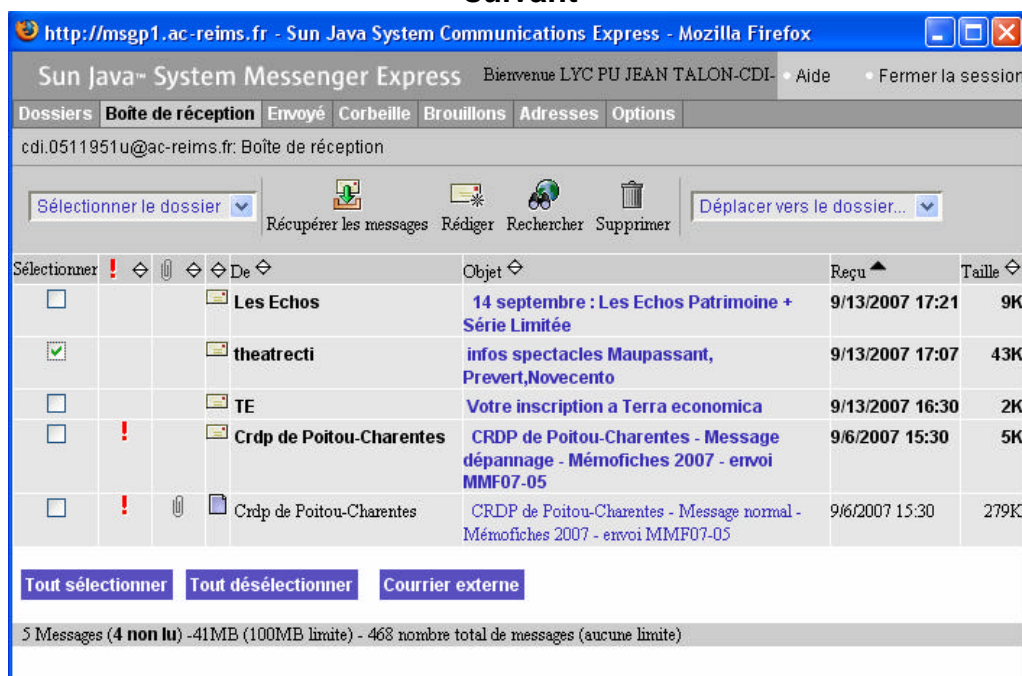 suivant
http://msgp1.ac-reims.fr - Sun Java System Communications Express - Mozilla Firefox
Sun Java™ System Messenger Express Bienvenue LYC PU JEAN TALON-CDI- Aide Fermer la session
Dossiers Boîte de réception Envoyé Corbeille Brouillons Adresses Options
cdi.0511951u@ac-reims.fr: Boîte de réception
Sélectionner le dossier Récupérer les messages Rédiger Rechercher Supprimer Déplacer vers le dossier...
Sélectionner ! De Objet Reçu Taille
Les Echos 14 septembre : Les Echos Patrimoine + 9/13/2007 17:21 9K
Série Limitée
theatrecti infos spectacles Maupassant, 9/13/2007 17:07 43K
Prevert,Novecento
TE Votre inscription a Terra economica 9/13/2007 16:30 2K
! Crdp de Poitou-Charentes CRDP de Poitou-Charentes - Message 9/6/2007 15:30 5K
dépannage - Mémofiches 2007 - envoi
MMF07-05
! Crdp de Poitou-Charentes CRDP de Poitou-Charentes - Message normal - 9/6/2007 15:30 279K
Mémofiches 2007 - envoi MMF07-05
Tout sélectionner Tout désélectionner Courrier externe
5 Messages (4 non lu) -41MB (100MB limite) - 468 nombre total de messages (aucune limite)